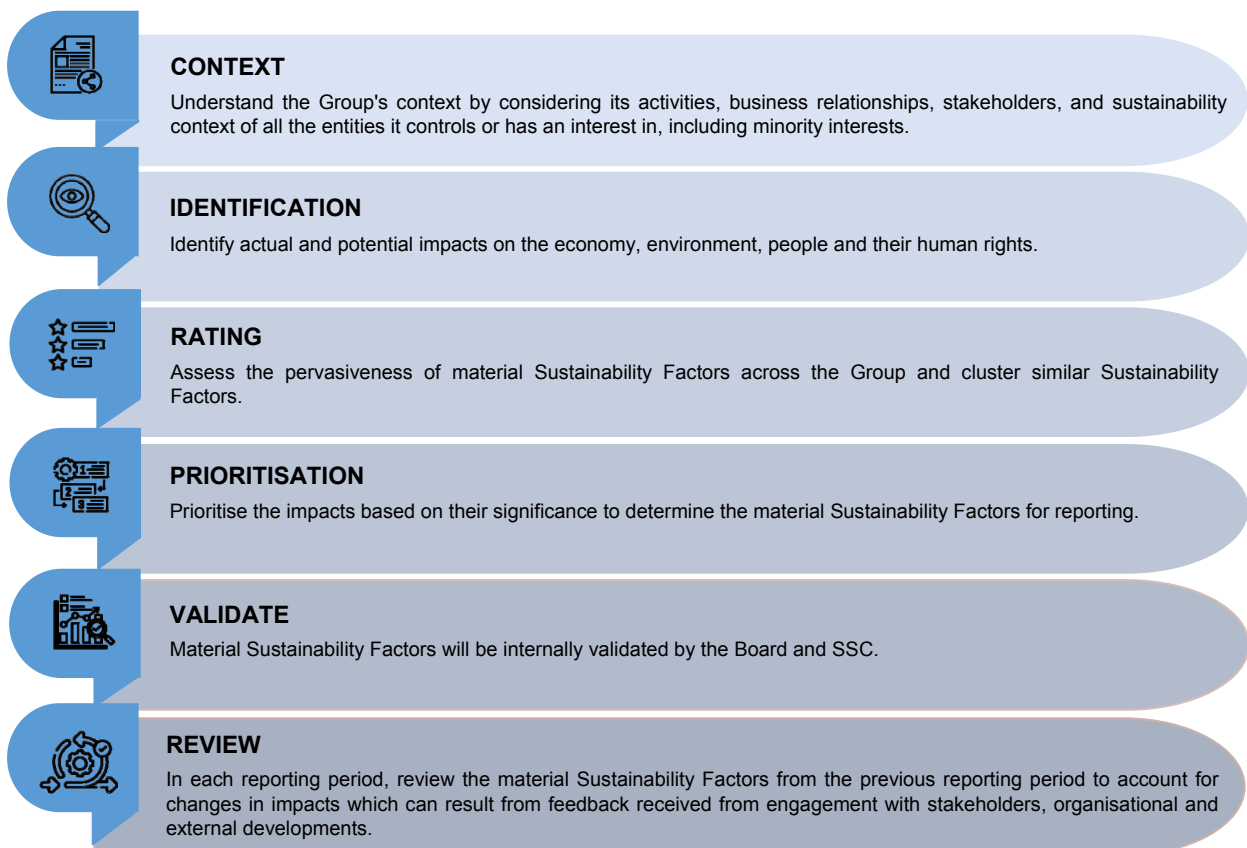 CONTEXT
Understand the Group's context by considering its activities, business relationships, stakeholders, and sustainability
context of all the entities it controls or has an interest in, including minority interests.
IDENTIFICATION
Identify actual and potential impacts on the economy, environment, people and their human rights.
RATING
Assess the pervasiveness of material Sustainability Factors across the Group and cluster similar Sustainability
Factors.
PRIORITISATION
Prioritise the impacts based on their significance to determine the material Sustainability Factors for reporting.
VALIDATE
Material Sustainability Factors will be internally validated by the Board and SSC.
REVIEW
In each reporting period, review the material Sustainability Factors from the previous reporting period to account for
changes in impacts which can result from feedback received from engagement with stakeholders, organisational and
external developments.